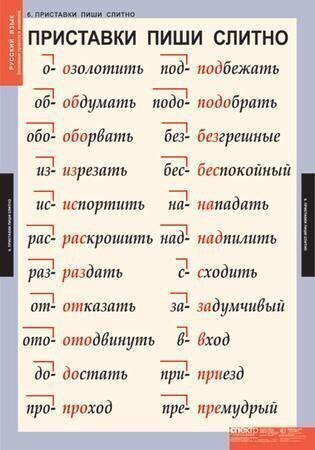 6. ПРИСТАВКИ ПИШИ СЛИТНО
РУССКИЙ ЯЗЫК
ПРИСТАВКИ ПИШИ СЛИТНО
о- озолотить под- подбежать
об- обдумать подо- подобрать
обо- оборвать без- безгрешные
из- изрезать бес- беспокойный
ис- испортить на- нападать
рас- раскрошить над- надпилить
раз- раздать с- сходить
от- отказать за- задумчивый
ото- отодвинуть в- вход
до- достать при- приезд
про- проход пре- премудрый
6. ПРИСТАВКИ ПИШИ СЛИТНО
6. ПРИСТАВКИ ПИШИ СЛИТНО